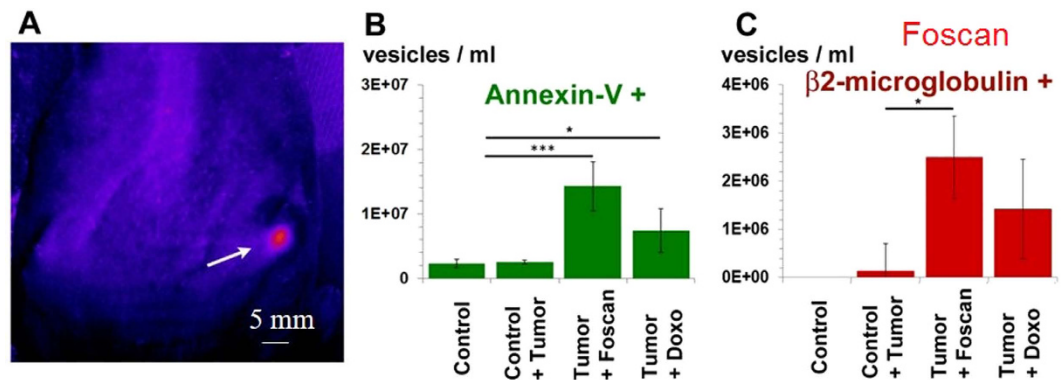 A
5 mm
B
vesicles / ml
Annexin-V +
3E+07
2E+07
1E+07
0
*
***
Control
Control
+ Tumor
Tumor
+ Foscan
Tumor
+ Doxo
C
Foscan
vesicles / ml
β2-microglobulin +
4E+06
3E+06
2E+06
1E+06
0E+00
*
Control
Control
+ Tumor
Tumor
+ Foscan
Tumor
+ Doxo